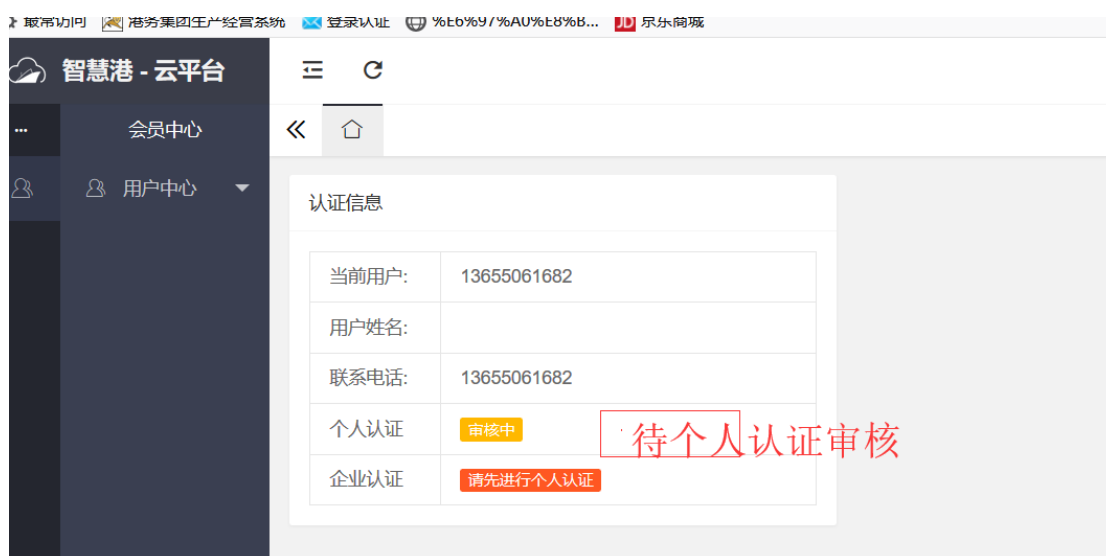 最常访问 港务集团生产经营系统 登录认证 %E6%97%A0%E8%B... JD 京东商城
智慧港 - 云平台
... 会员中心
用户中心
认证信息
当前用户: 13655061682
用户姓名:
联系电话: 13655061682
个人认证 审核中 待个人认证审核
企业认证 请先进行个人认证